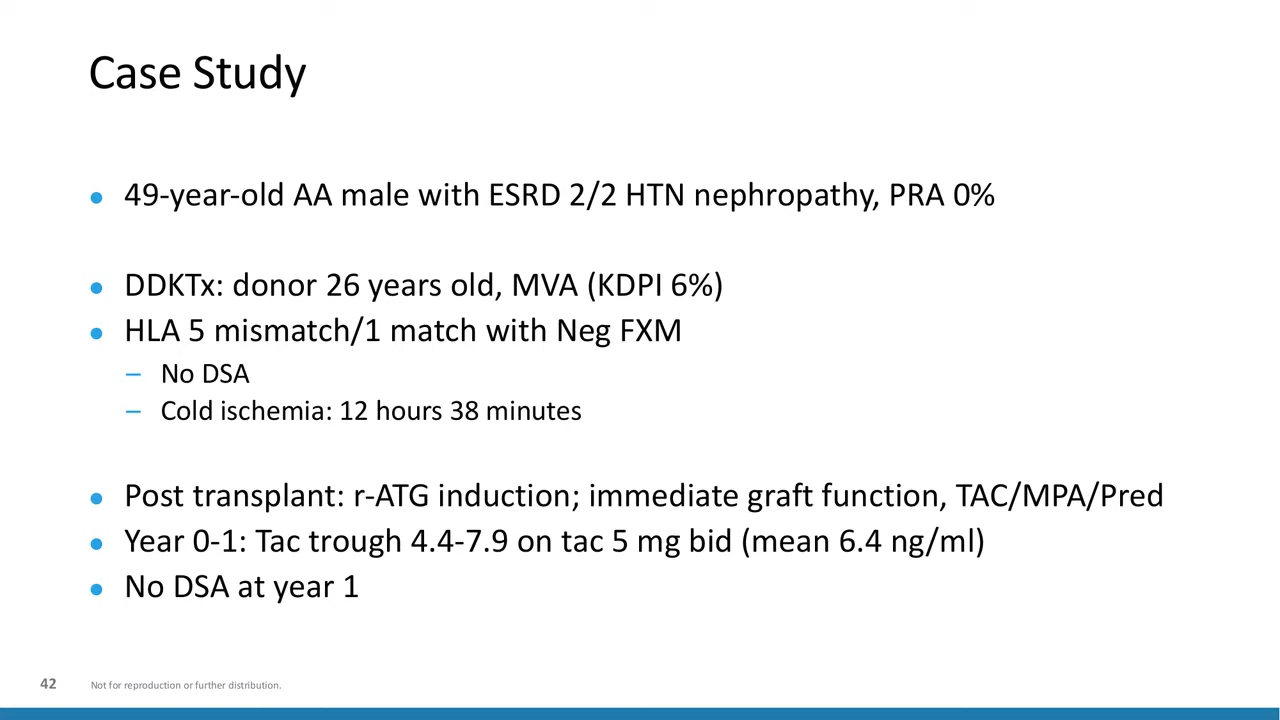 Case Study
● 49-year-old AA male with ESRD 2/2 HTN nephropathy, PRA 0%
● DDKTx: donor 26 years old, MVA (KDPI 6%)
● HLA 5 mismatch/1 match with Neg FXM
– No DSA
– Cold ischemia: 12 hours 38 minutes
● Post transplant: r-ATG induction; immediate graft function, TAC/MPA/Pred
● Year 0-1: Tac trough 4.4-7.9 on tac 5 mg bid (mean 6.4 ng/ml)
● No DSA at year 1
42 Not for reproduction or further distribution.